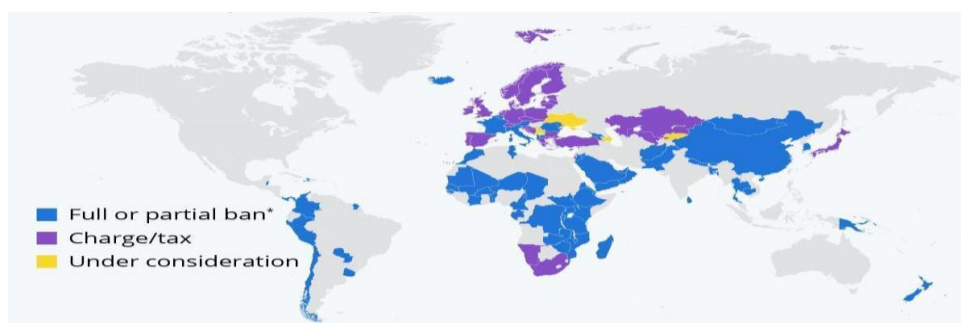 Full or partial ban*
Charge/tax
Under consideration